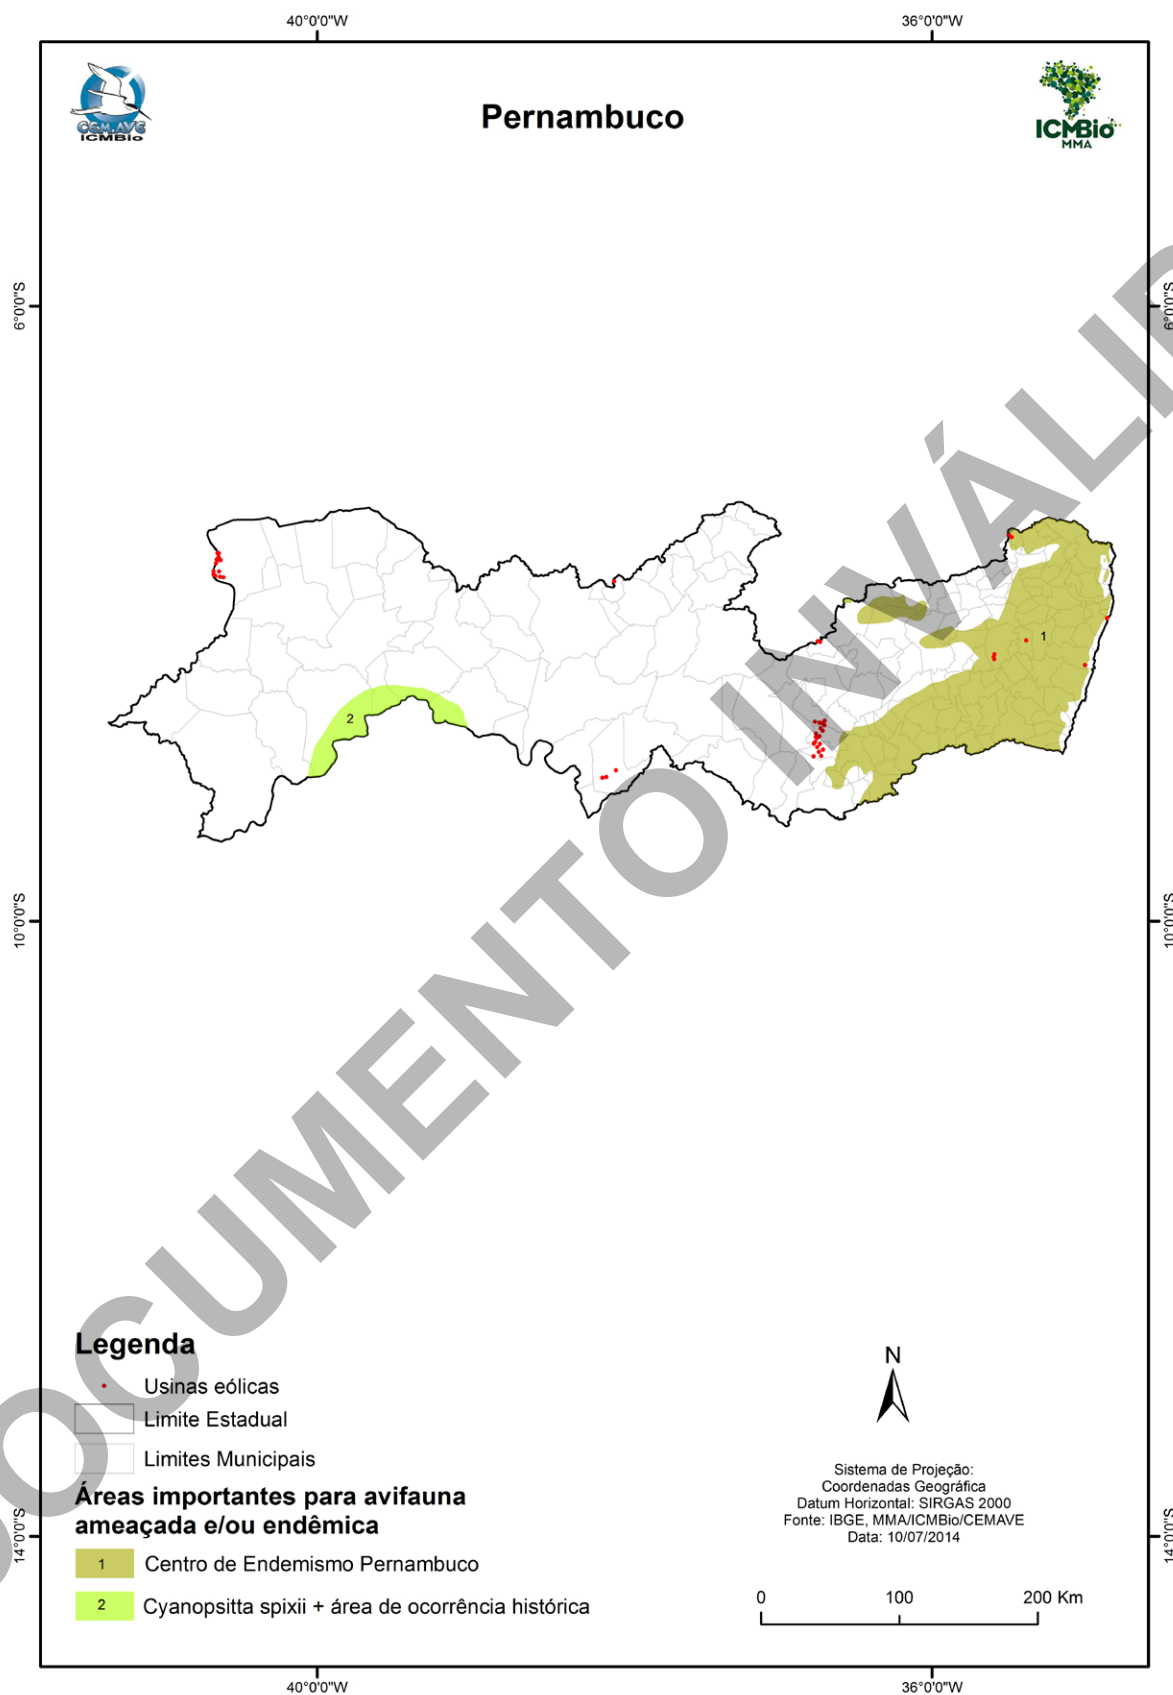 40°0'0"W
36°0'0"W
CEMAVE
ICMBio
Pernambuco
ICMBio
MMA
6°0'0"S
6°0'0"S
1
2
10°0'0"S
10°0'0"S
DOCUMENTO INVÁLID
Legenda
Usinas eólicas
Limite Estadual
Limites Municipais
Áreas importantes para avifauna
ameaçada e/ou endêmica
1 Centro de Endemismo Pernambuco
2 Cyanopsitta spixii + área de ocorrência histórica
N
Sistema de Projeção:
Coordenadas Geográfica
Datum Horizontal: SIRGAS 2000
Fonte: IBGE, MMA/ICMBio/CEMAVE
Data: 10/07/2014
0 100 200 Km
14°0'0"S
14°0'0"S
40°0'0"W
36°0'0"W